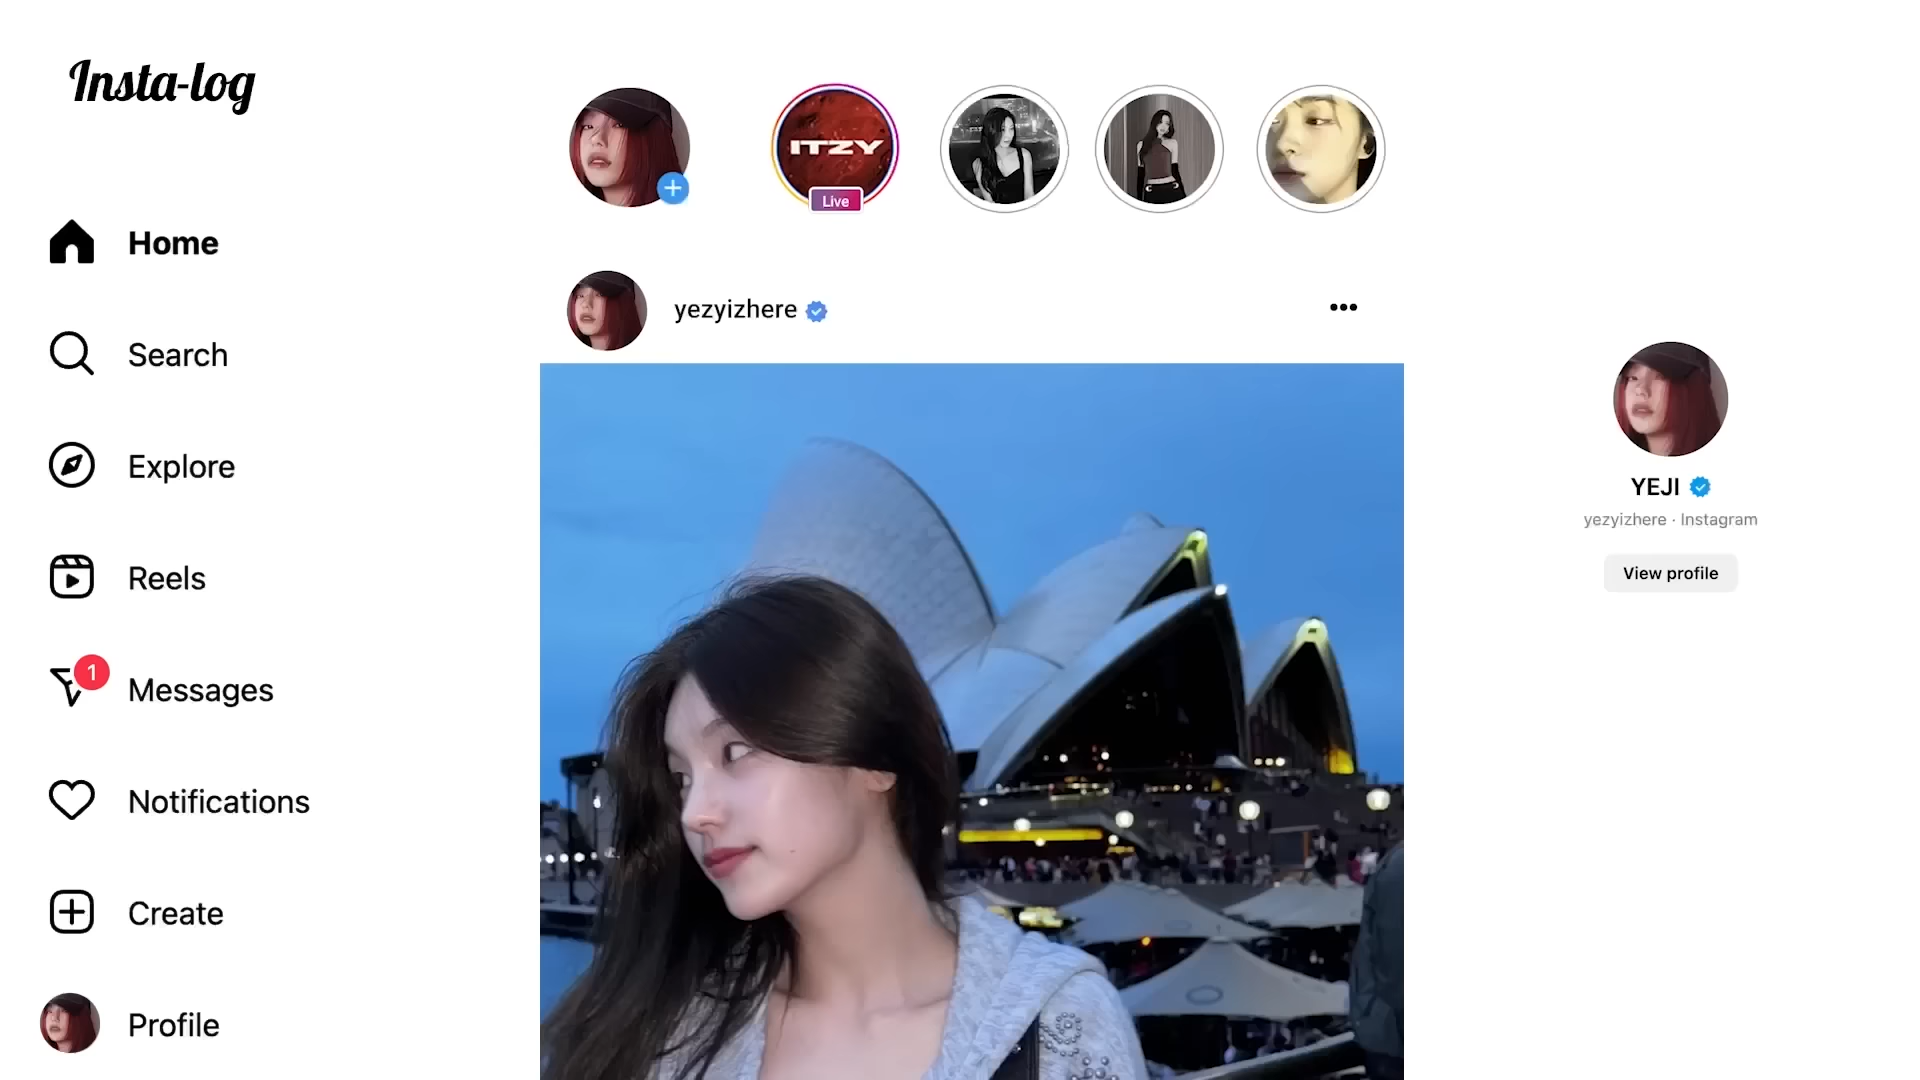 Insta-log
Home
Search
Explore
Reels
1
Messages
Notifications
Create
Profile
ITZY
Live
yezyizhere
YEJI
yezyizhere · Instagram
View profile